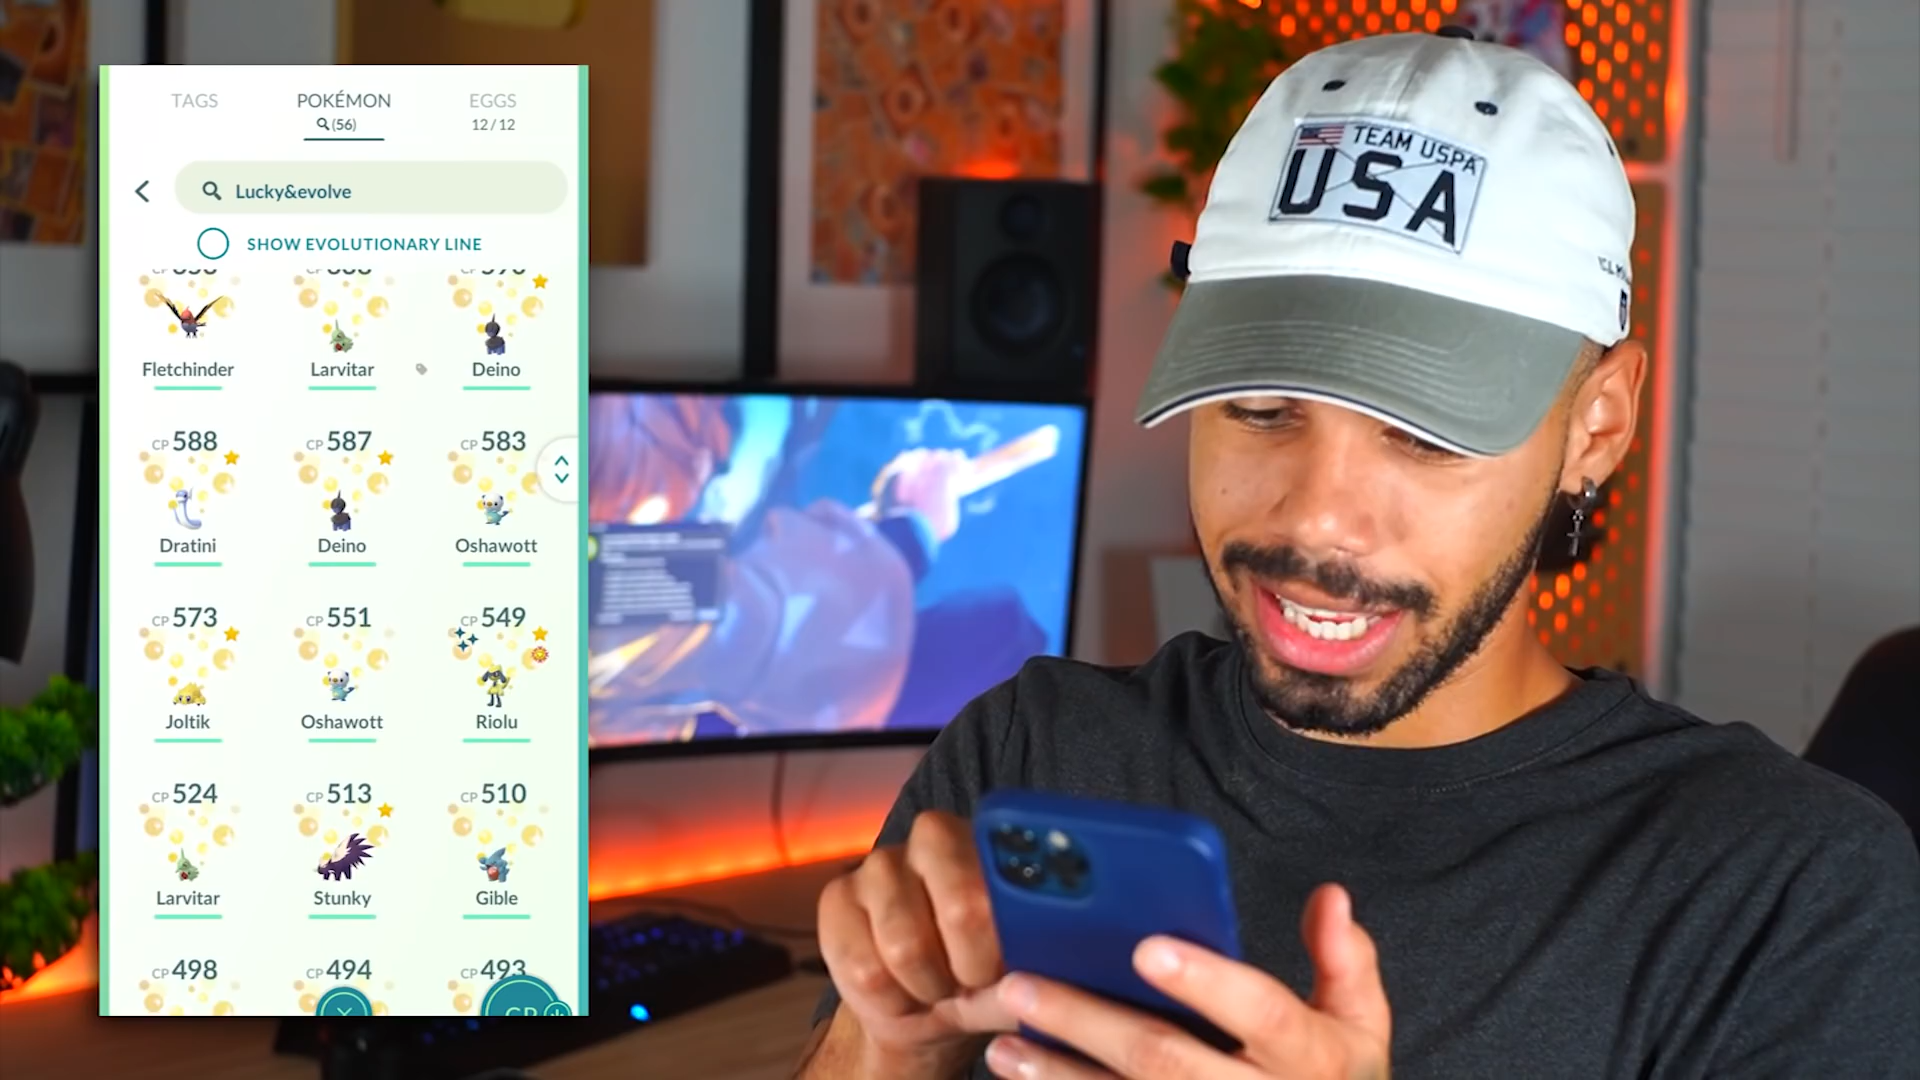 TAGS
POKÉMON
EGGS
(56)
12/12
Lucky&evolve
SHOW EVOLUTIONARY LINE
Fletchinder
Larvitar
Deino
CP 588
CP 587
CP 583
Dratini
Deino
Oshawott
CP 573
CP 551
CP 549
Joltik
Oshawott
Riolu
CP 524
CP 513
CP 510
Larvitar
Stunky
Gible
CP 498
CP 494
CP 493
TEAM USPA
USA